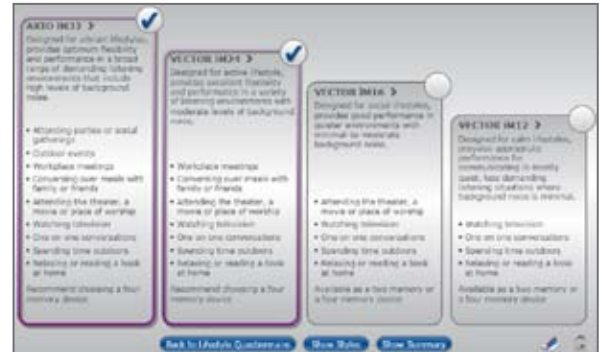 ARTO IM33 >
Designed for vibrant lifestyles,
provides optimum flexibility
and performance in a broad
range of demanding listening
environments that include
high levels of background
noise.
• Attending parties or social
gatherings
• Outdoor events
• Workplace meetings
• Conversing over meals with
family or friends
• Attending the theater, a
movie or place of worship
• Watching television
• One on one conversations
• Spending time outdoors
• Relaxing or reading a book
at home
Recommend choosing a four
memory device
VECTOR IM24 >
Designed for active lifestyle,
provides excellent flexibility
and performance in a variety
of listening environments with
moderate levels of background
noise.
• Workplace meetings
• Conversing over meals with
family or friends
• Attending the theater, a
movie or place of worship
• Watching television
• One on one conversations
• Spending time outdoors
• Relaxing or reading a book
at home
Recommend choosing a four
memory device
VECTOR IM16 >
Designed for social lifestyles,
provides good performance in
quieter environments with
minimal to moderate
background noise.
• Attending the theater, a
movie or place of worship
• Watching television
• One on one conversations
• Spending time outdoors
• Relaxing or reading a book
at home
Available as a two memory or
a four memory device
VECTOR IM12 >
Designed for calm lifestyles,
provides appropriate
performance for
communicating in mostly
quiet, less demanding
listening situations where
background noise is minimal.
• Watching television
• One on one conversations
• Spending time outdoors
• Relaxing or reading a book
at home
Available as a two memory or
a four memory device
Back to Lifestyle Questionnaire
Show Styles
Show Summary